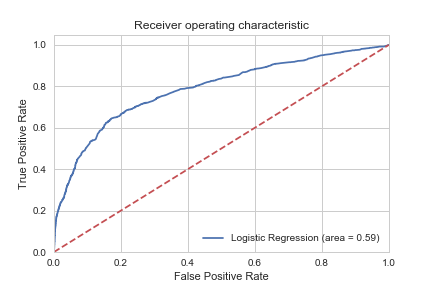 Receiver operating characteristic
1.0
0.8
0.6
0.4
0.2
0.0
True Positive Rate
Logistic Regression (area = 0.59)
0.0 0.2 0.4 0.6 0.8 1.0
False Positive Rate